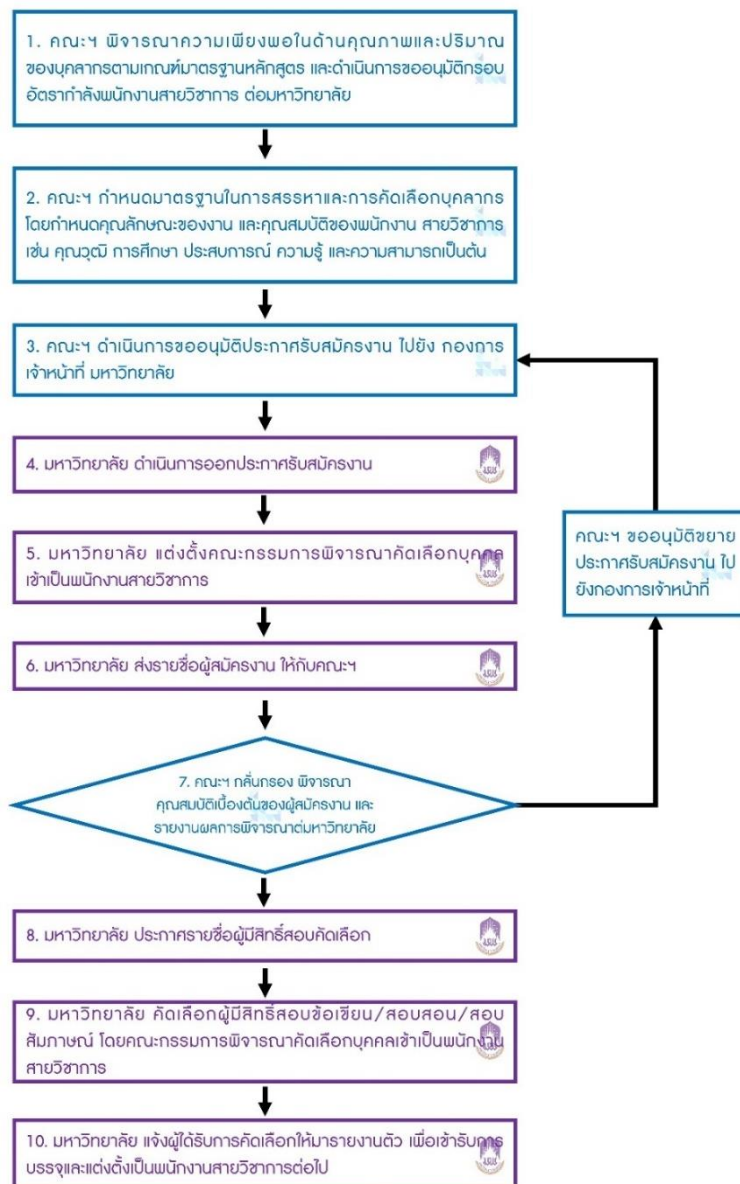 1. คณะฯ พิจารณาความเพียงพอในด้านคุณภาพและปริมาณ
ของบุคลากรตามเกณฑ์มาตรฐานหลักสูตร และดำเนินการขออนุมัติกรอบ
อัตรากำลังพนักงานสายวิชาการ ต่อมหาวิทยาลัย
2. คณะฯ กำหนดมาตรฐานในการสรรหาและการคัดเลือกบุคลากร
โดยกำหนดคุณลักษณะของงาน และคุณสมบัติของพนักงาน สายวิชาการ
เช่น คุณวุฒิ การศึกษา ประสบการณ์ ความรู้ และความสามารถเป็นต้น
3. คณะฯ ดำเนินการขออนุมัติประกาศรับสมัครงาน ไปยัง กองการ
เจ้าหน้าที่ มหาวิทยาลัย
4. มหาวิทยาลัย ดำเนินการออกประกาศรับสมัครงาน
5. มหาวิทยาลัย แต่งตั้งคณะกรรมการพิจารณาคัดเลือกบุคคล
เข้าเป็นพนักงานสายวิชาการ
คณะฯ ขออนุมัติขยาย
ประกาศรับสมัครงาน ไป
ยังกองการเจ้าหน้าที่
6. มหาวิทยาลัย ส่งรายชื่อผู้สมัครงาน ให้กับคณะฯ
7. คณะฯ กลั่นกรอง พิจารณา
คุณสมบัติเบื้องต้นของผู้สมัครงาน และ
รายงานผลการพิจารณาต่มหาวิทยาลัย
8. มหาวิทยาลัย ประกาศรายชื่อผู้มีสิทธิ์สอบคัดเลือก
9. มหาวิทยาลัย คัดเลือกผู้มีสิทธิ์สอบข้อเขียน/สอบสอน/สอบ
สัมภาษณ์ โดยคณะกรรมการพิจารณาคัดเลือกบุคคลเข้าเป็นพนักงาน
สายวิชาการ
10. มหาวิทยาลัย แจ้งผู้ได้รับการคัดเลือกให้มารายงานตัว เพื่อเข้ารับการ
บรรจุและแต่งตั้งเป็นพนักงานสายวิชาการต่อไป